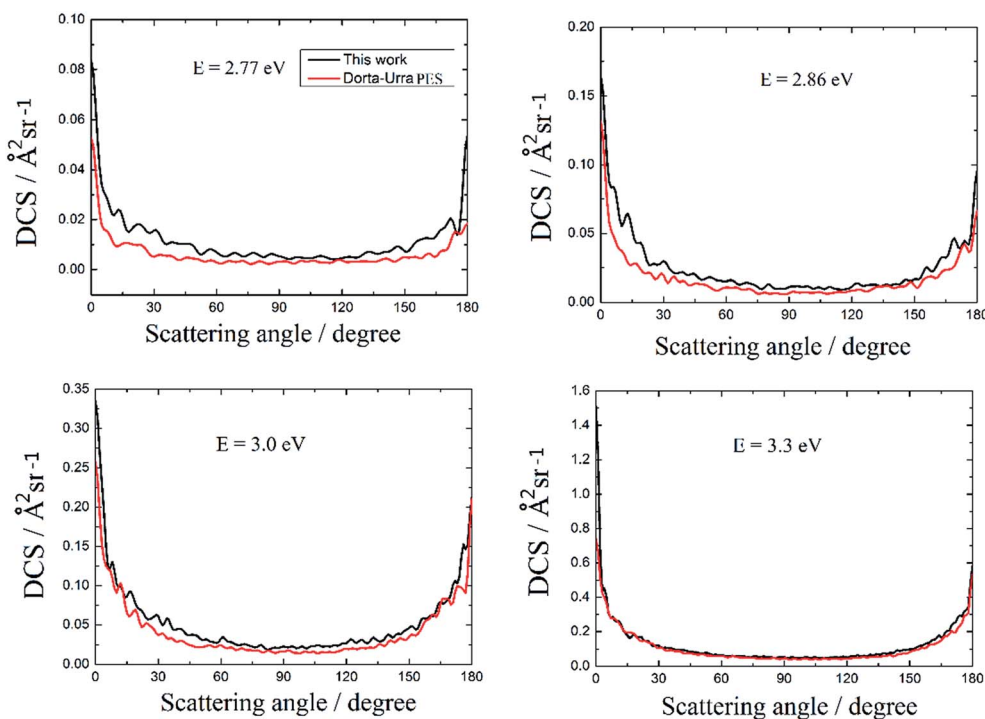 0.10
0.08
0.06
0.04
0.02
0.00
DCS / Å²sr⁻¹
E = 2.77 eV
This work
Dorta-Urra PES
0 30 60 90 120 150 180
Scattering angle / degree
0.20
0.15
0.10
0.05
0.00
DCS / Å²sr⁻¹
E = 2.86 eV
0 30 60 90 120 150 180
Scattering angle / degree
0.35
0.30
0.25
0.20
0.15
0.10
0.05
0.00
DCS / Å²sr⁻¹
E = 3.0 eV
0 30 60 90 120 150 180
Scattering angle / degree
1.6
1.4
1.2
1.0
0.8
0.6
0.4
0.2
0.0
DCS / Å²sr⁻¹
E = 3.3 eV
0 30 60 90 120 150 180
Scattering angle / degree